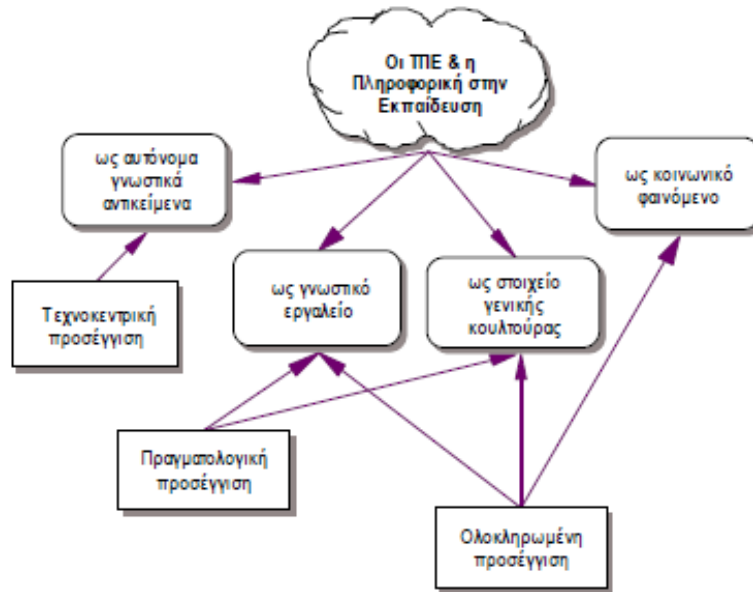 Οι ΤΠΕ & η
Πληροφορική στην
Εκπαίδευση
ως αυτόνομα
γνωστικά
αντικείμενα
ως κοινωνικό
φαινόμενο
ως γνωστικό
εργαλείο
ως στοιχείο
γενικής
κουλτούρας
Τεχνοκεντρική
προσέγγιση
Πραγματολογική
προσέγγιση
Ολοκληρωμένη
προσέγγιση